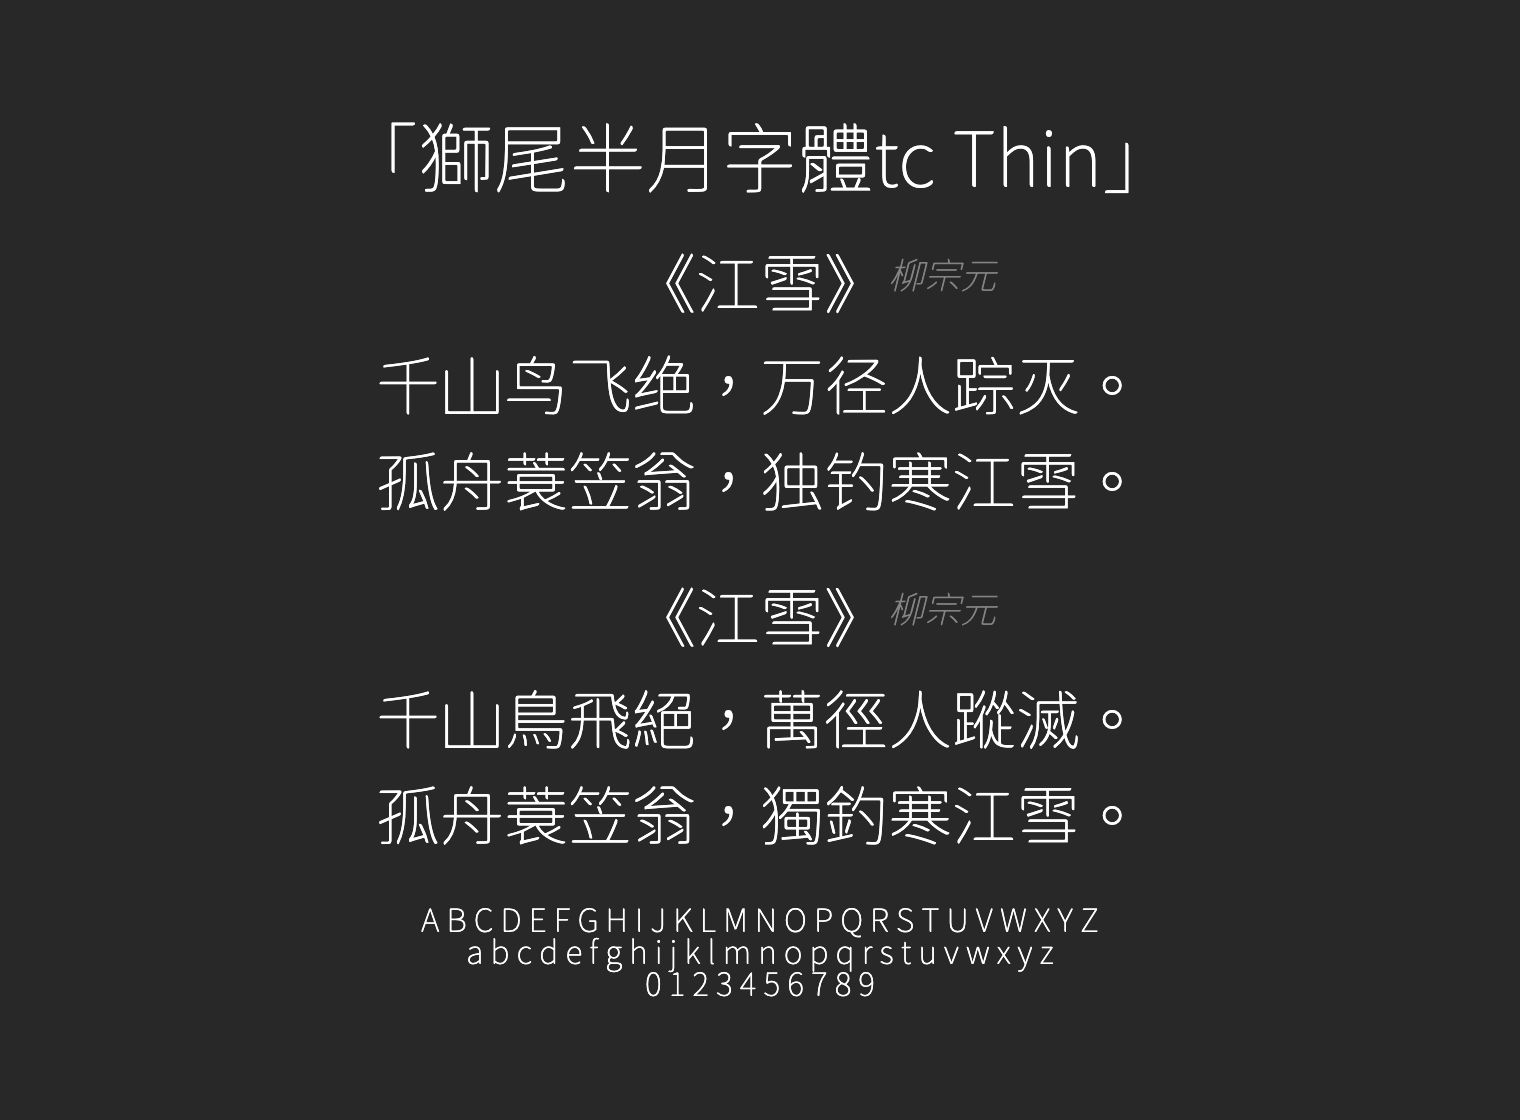 「獅尾半月字體tc Thin」
《江雪》 柳宗元
千山鸟飞绝，万径人踪灭。
孤舟蓑笠翁，独钓寒江雪。
《江雪》 柳宗元
千山鳥飛絕，萬徑人蹤滅。
孤舟蓑笠翁，獨釣寒江雪。
ABCDEFGHIJKLMNOPQRSTUVWXYZ
abcdefghijklmnopqrstuvwxyz
0123456789